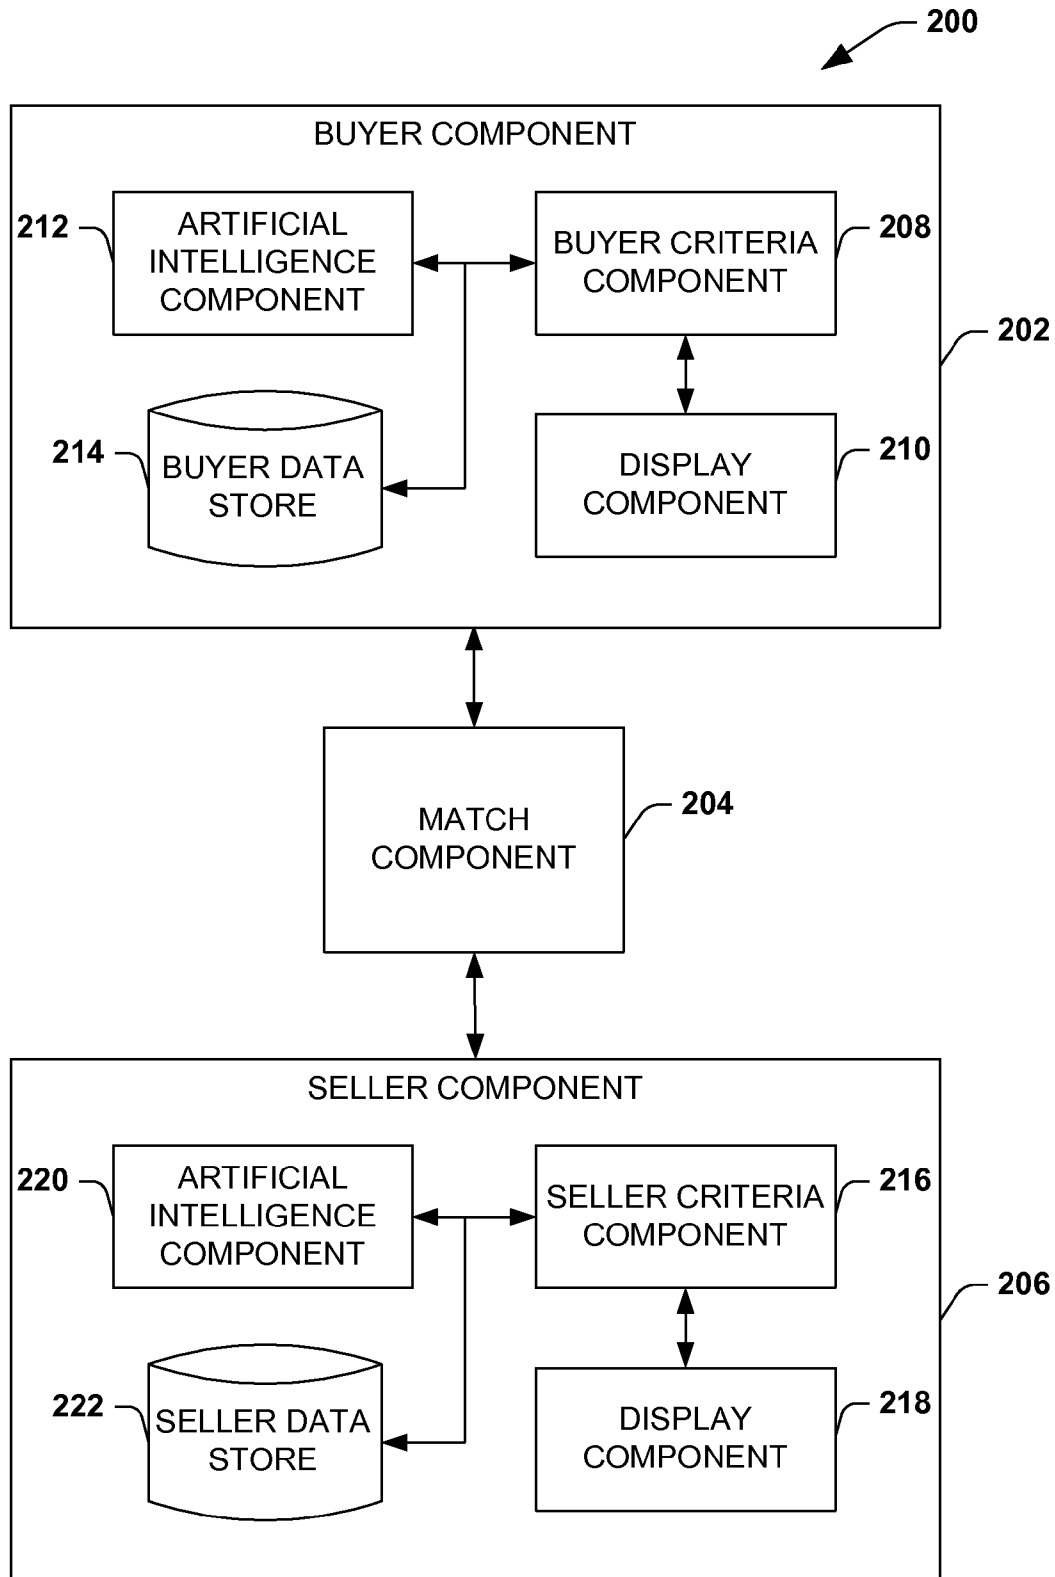 200
BUYER COMPONENT
212
ARTIFICIAL
INTELLIGENCE
COMPONENT
BUYER CRITERIA
COMPONENT
208
202
214
BUYER DATA
STORE
DISPLAY
COMPONENT
210
MATCH
COMPONENT
204
SELLER COMPONENT
220
ARTIFICIAL
INTELLIGENCE
COMPONENT
SELLER CRITERIA
COMPONENT
216
206
222
SELLER DATA
STORE
DISPLAY
COMPONENT
218